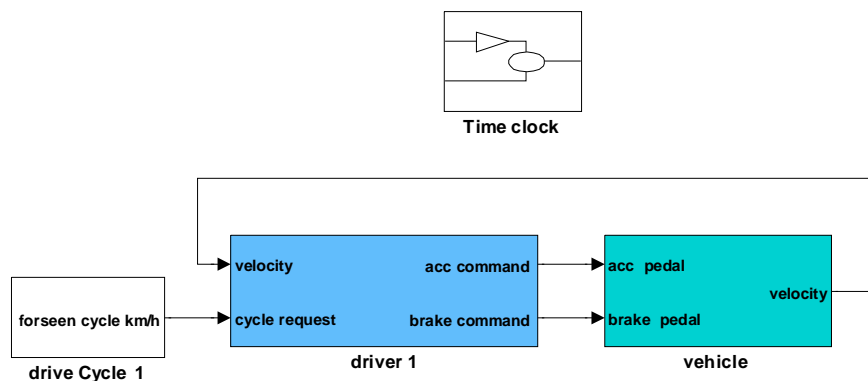 Time clock
velocity
acc command
acc pedal
velocity
forseen cycle km/h
cycle request
brake command
brake pedal
drive Cycle 1
driver 1
vehicle